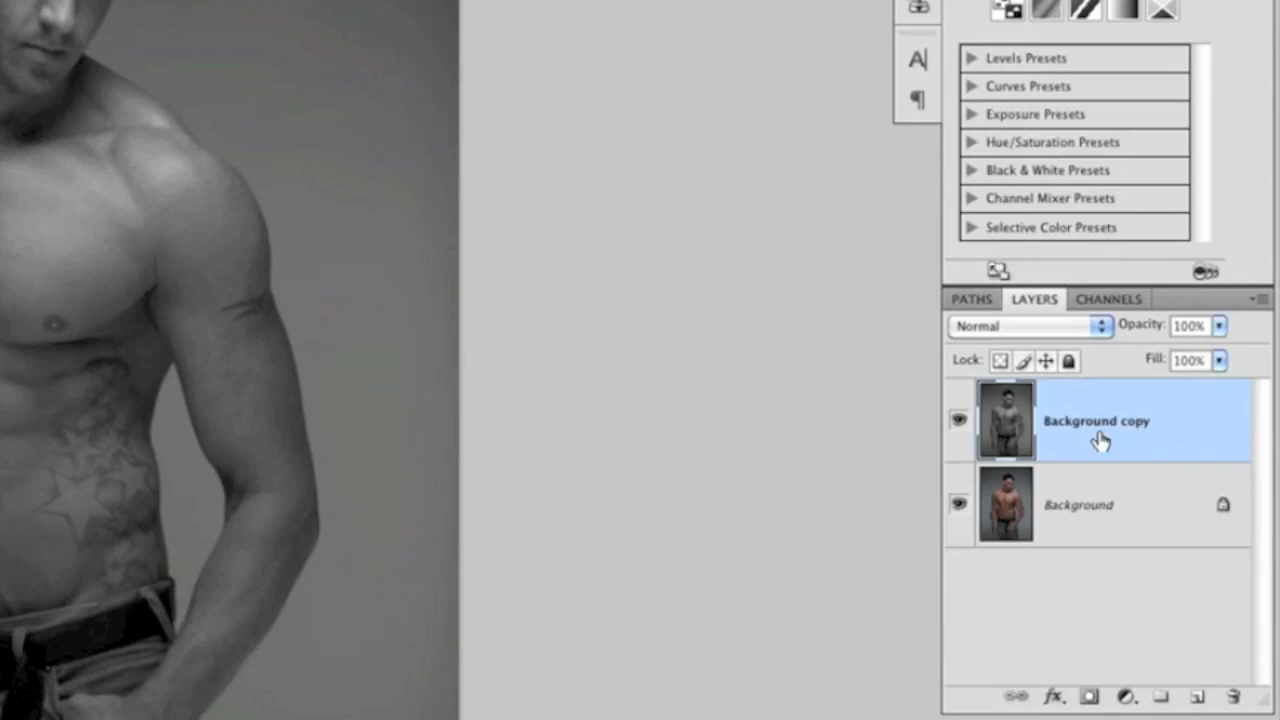 A
¶
Levels Presets
Curves Presets
Exposure Presets
Hue/Saturation Presets
Black & White Presets
Channel Mixer Presets
Selective Color Presets
PATHS LAYERS CHANNELS
Normal Opacity: 100%
Lock: Fill: 100%
Background copy
Background
fx